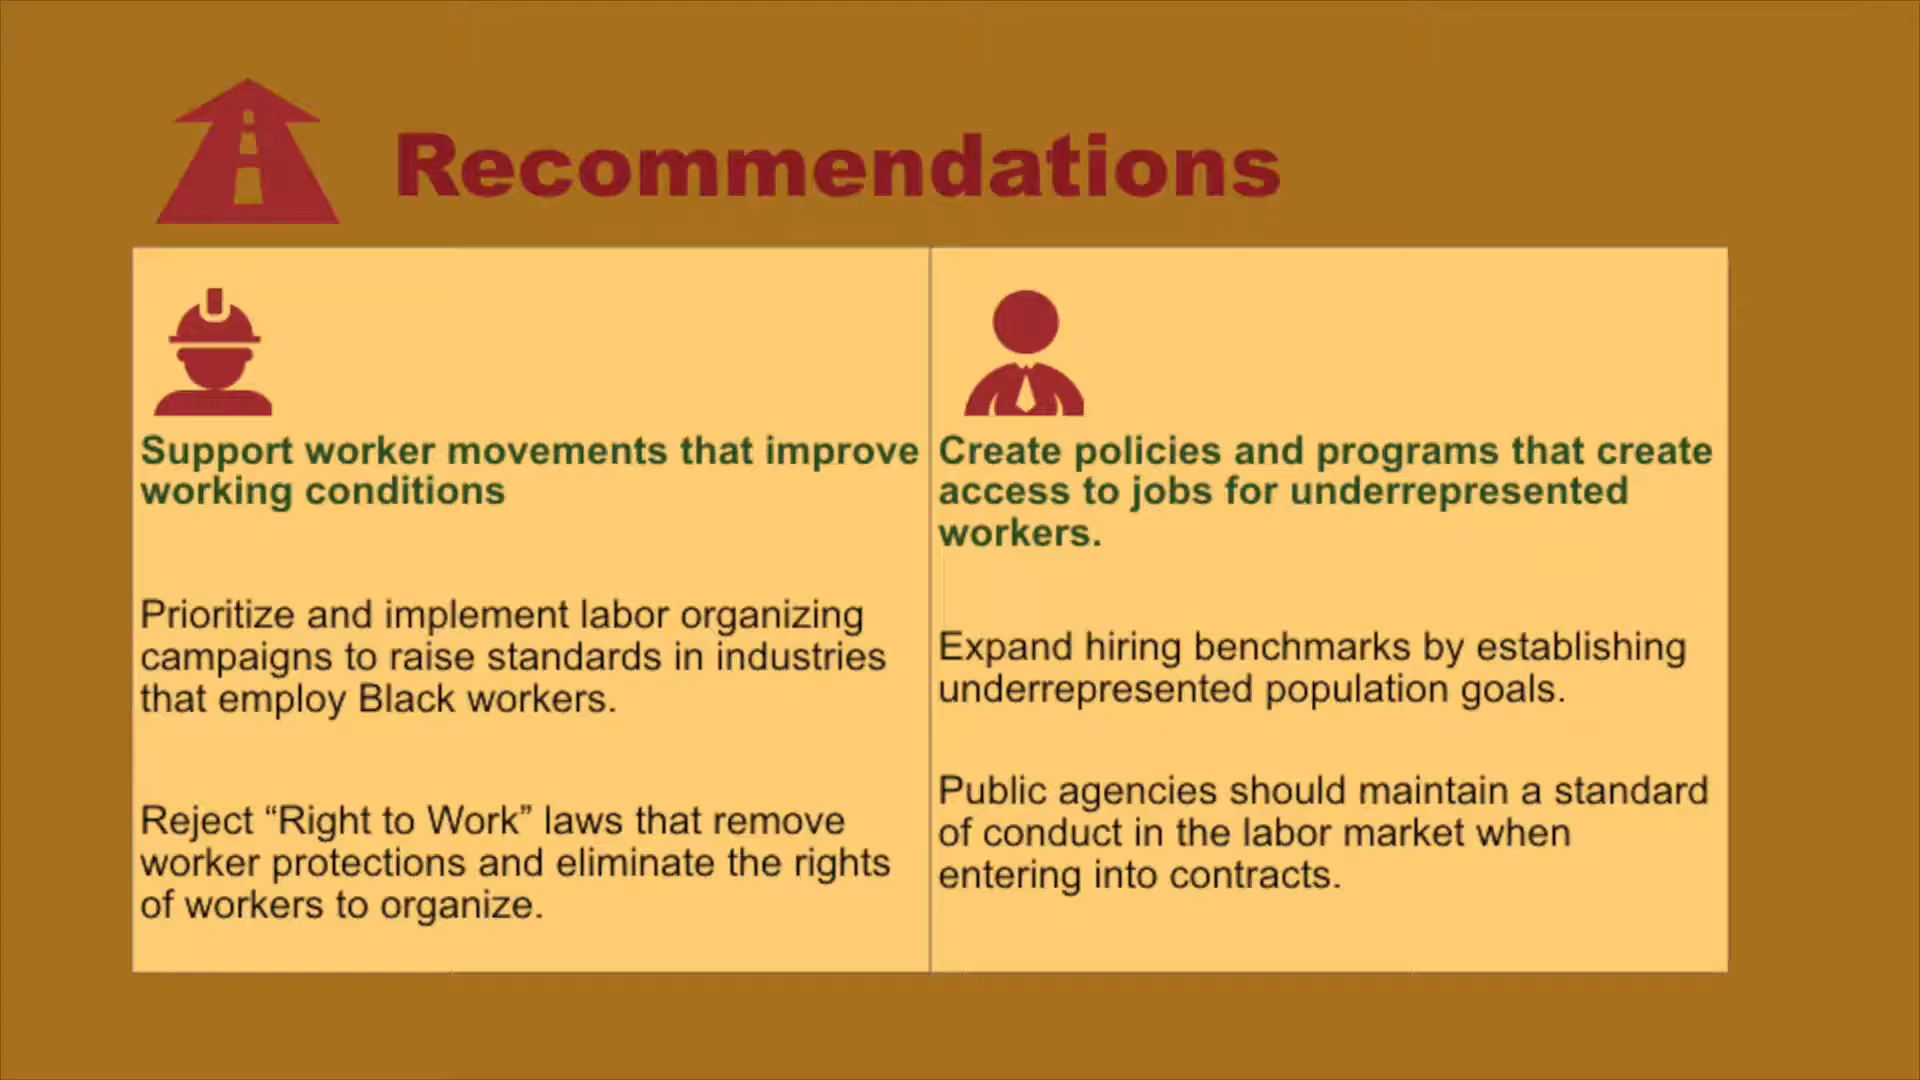 Recommendations
Support worker movements that improve
working conditions
Prioritize and implement labor organizing
campaigns to raise standards in industries
that employ Black workers.
Reject “Right to Work” laws that remove
worker protections and eliminate the rights
of workers to organize.
Create policies and programs that create
access to jobs for underrepresented
workers.
Expand hiring benchmarks by establishing
underrepresented population goals.
Public agencies should maintain a standard
of conduct in the labor market when
entering into contracts.